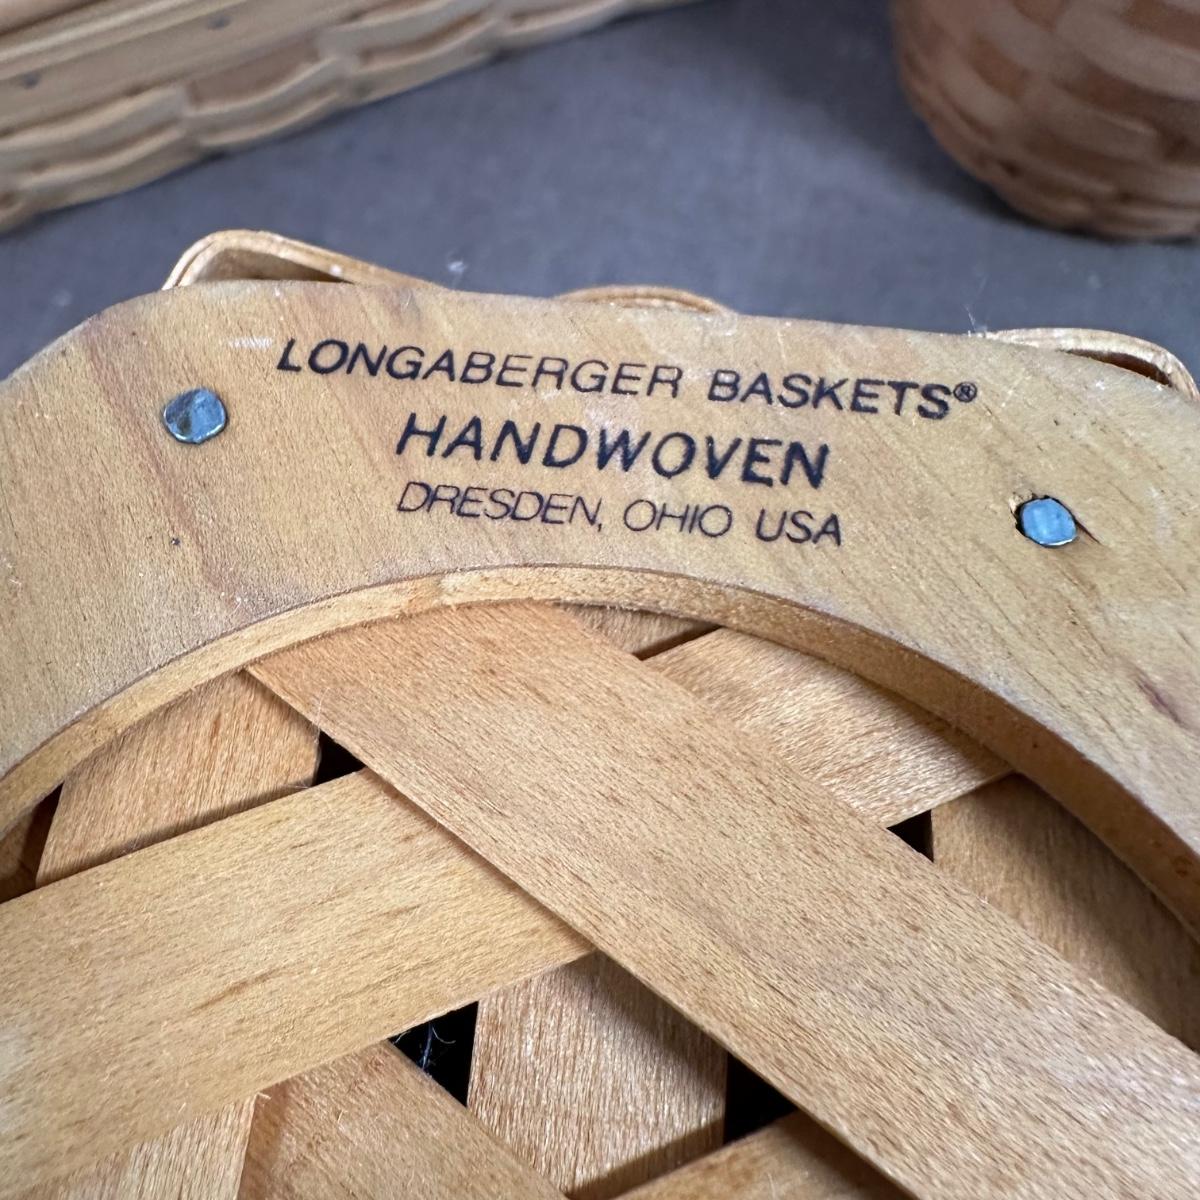 LONGABERGER BASKETS®
HANDWOVEN
DRESDEN, OHIO USA